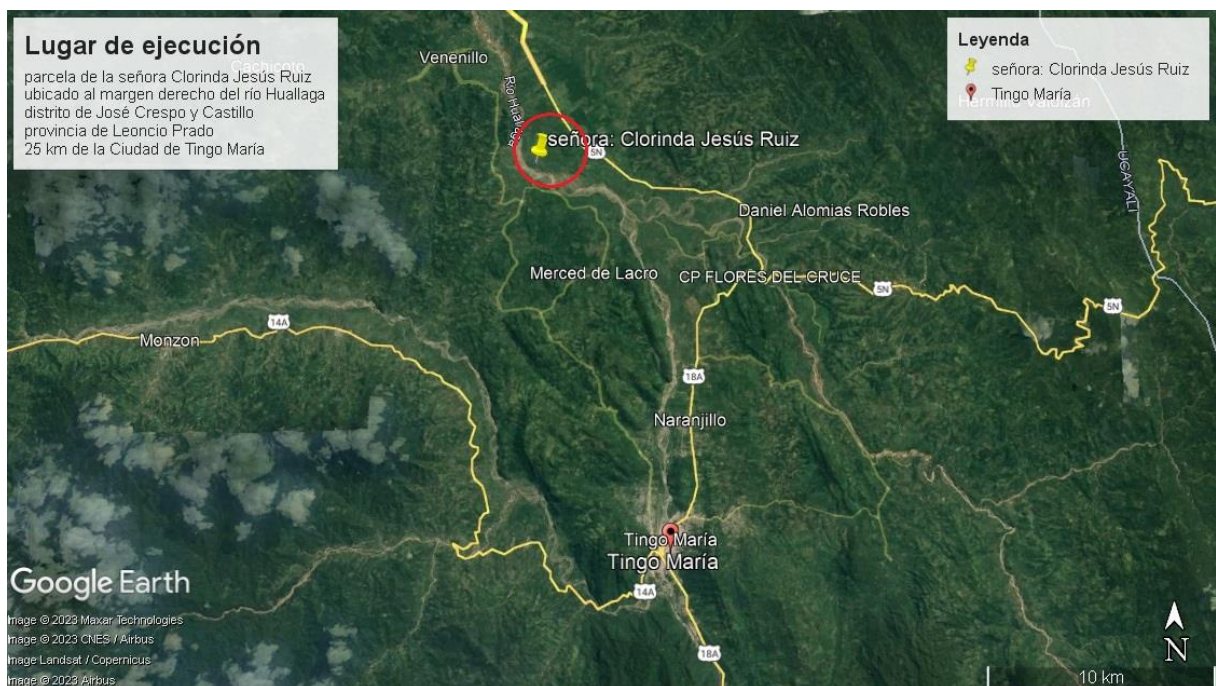 Lugar de ejecución
Cachicoto
parcela de la señora Clorinda Jesús Ruiz
ubicado al margen derecho del río Huallaga
distrito de José Crespo y Castillo
provincia de Leoncio Prado
25 km de la Ciudad de Tingo María
Leyenda
señora: Clorinda Jesús Ruiz
Tingo María
Hermilio Valdizán
Venenillo
Río Huallaga
señora: Clorinda Jesús Ruiz
5N
UCAYALI
Daniel Alomias Robles
Merced de Lacro
CP FLORES DEL CRUCE
5N
5N
14A
Monzon
18A
Naranjillo
Tingo María
Tingo María
14A
18A
Google Earth
Image © 2023 Maxar Technologies
Image © 2023 CNES / Airbus
Image Landsat / Copernicus
Image © 2023 Airbus
N
10 km